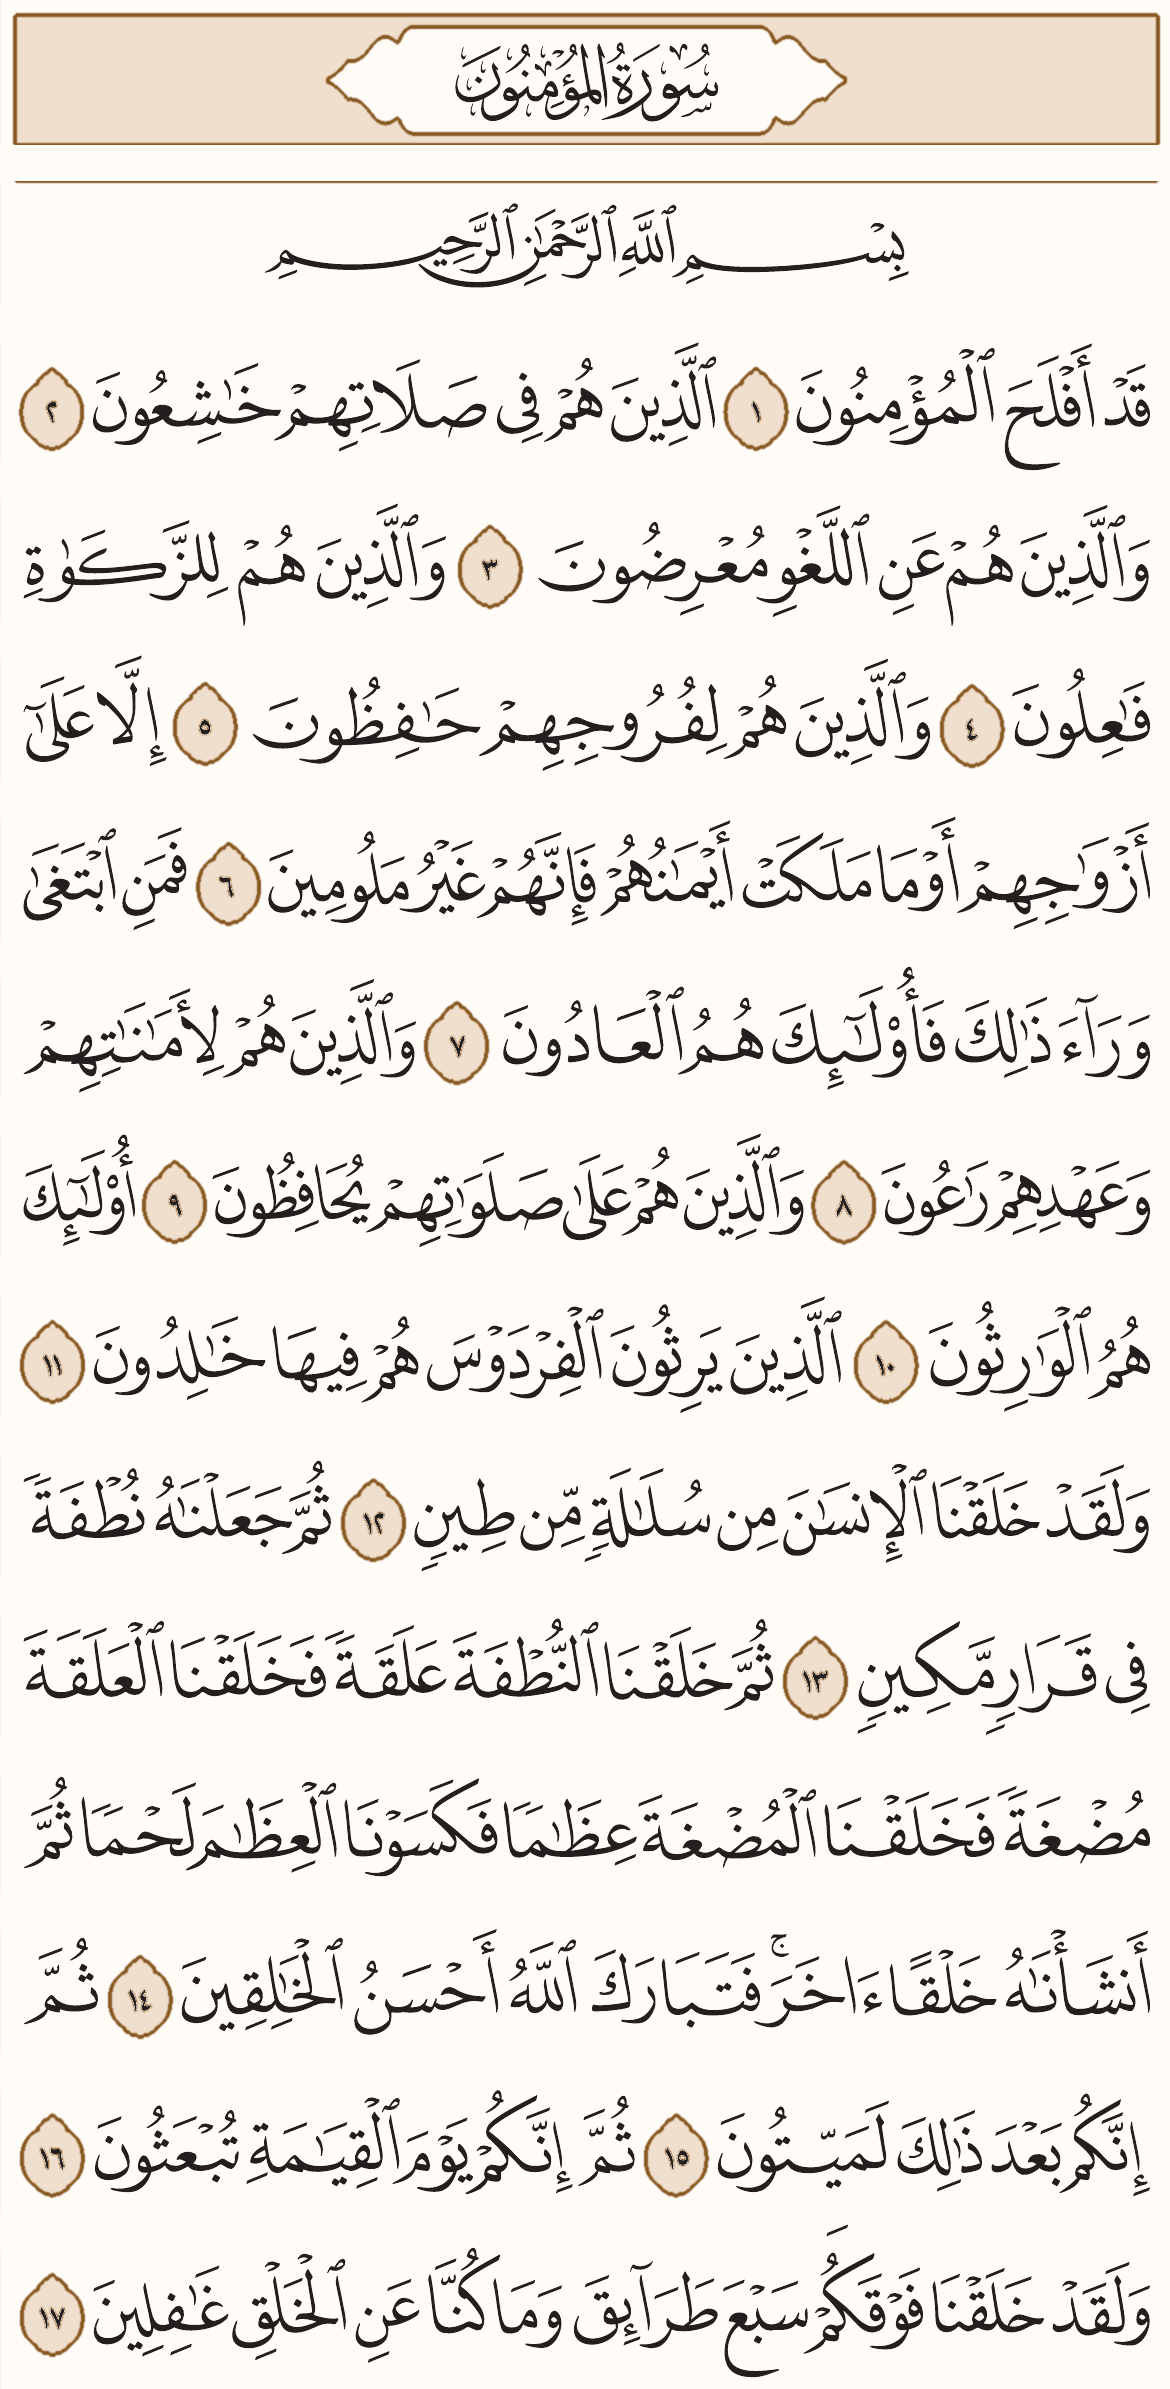 سُورَةُ المُؤۡمِنُونَ
بِسۡمِ ٱللَّهِ ٱلرَّحۡمَٰنِ ٱلرَّحِيمِ
قَدۡ أَفۡلَحَ ٱلۡمُؤۡمِنُونَ ١ ٱلَّذِينَ هُمۡ فِي صَلَاتِهِمۡ خَٰشِعُونَ ٢
وَٱلَّذِينَ هُمۡ عَنِ ٱللَّغۡوِ مُعۡرِضُونَ ٣ وَٱلَّذِينَ هُمۡ لِلزَّكَوٰةِ
فَٰعِلُونَ ٤ وَٱلَّذِينَ هُمۡ لِفُرُوجِهِمۡ حَٰفِظُونَ ٥ إِلَّا عَلَىٰٓ
أَزۡوَٰجِهِمۡ أَوۡ مَا مَلَكَتۡ أَيۡمَٰنُهُمۡ فَإِنَّهُمۡ غَيۡرُ مَلُومِينَ ٦ فَمَنِ ٱبۡتَغَىٰ
وَرَآءَ ذَٰلِكَ فَأُوْلَٰٓئِكَ هُمُ ٱلۡعَادُونَ ٧ وَٱلَّذِينَ هُمۡ لِأَمَٰنَٰتِهِمۡ
وَعَهۡدِهِمۡ رَٰعُونَ ٨ وَٱلَّذِينَ هُمۡ عَلَىٰ صَلَوَٰتِهِمۡ يُحَافِظُونَ ٩ أُوْلَٰٓئِكَ
هُمُ ٱلۡوَٰرِثُونَ ١٠ ٱلَّذِينَ يَرِثُونَ ٱلۡفِرۡدَوۡسَ هُمۡ فِيهَا خَٰلِدُونَ ١١
وَلَقَدۡ خَلَقۡنَا ٱلۡإِنسَٰنَ مِن سُلَٰلَةٖ مِّن طِينٖ ١٢ ثُمَّ جَعَلۡنَٰهُ نُطۡفَةٗ
فِي قَرَارٖ مَّكِينٖ ١٣ ثُمَّ خَلَقۡنَا ٱلنُّطۡفَةَ عَلَقَةٗ فَخَلَقۡنَا ٱلۡعَلَقَةَ
مُضۡغَةٗ فَخَلَقۡنَا ٱلۡمُضۡغَةَ عِظَٰمٗا فَكَسَوۡنَا ٱلۡعِظَٰمَ لَحۡمٗا ثُمَّ
أَنشَأۡنَٰهُ خَلۡقًا ءَاخَرَۚ فَتَبَارَكَ ٱللَّهُ أَحۡسَنُ ٱلۡخَٰلِقِينَ ١٤ ثُمَّ
إِنَّكُم بَعۡدَ ذَٰلِكَ لَمَيِّتُونَ ١٥ ثُمَّ إِنَّكُمۡ يَوۡمَ ٱلۡقِيَٰمَةِ تُبۡعَثُونَ ١٦
وَلَقَدۡ خَلَقۡنَا فَوۡقَكُمۡ سَبۡعَ طَرَآئِقَ وَمَا كُنَّا عَنِ ٱلۡخَلۡقِ غَٰفِلِينَ ١٧